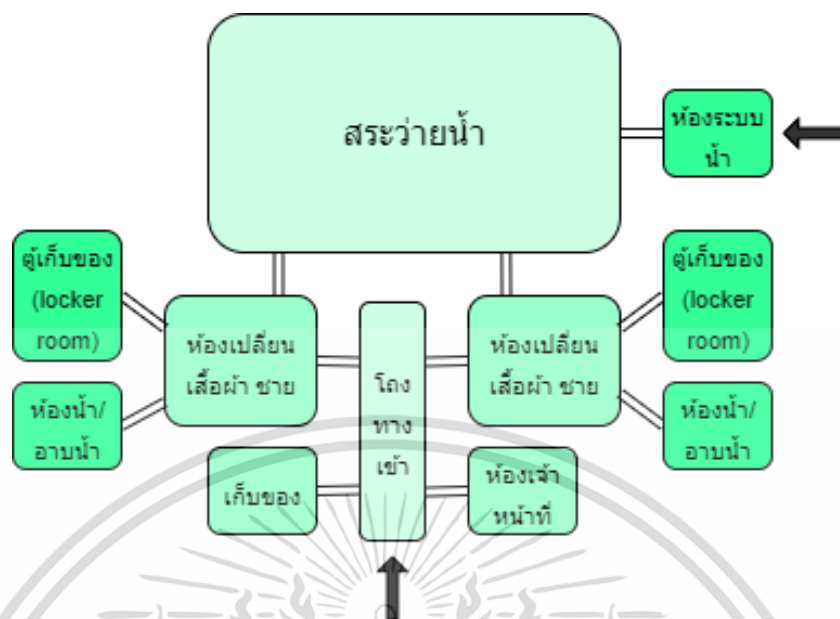 สระว่ายน้ำ
ห้องระบบ
น้ำ
ตู้เก็บของ
(locker
room)
ห้องเปลี่ยน
เสื้อผ้า ชาย
โถง
ทาง
เข้า
ห้องเปลี่ยน
เสื้อผ้า ชาย
ตู้เก็บของ
(locker
room)
ห้องน้ำ/
อาบน้ำ
ห้องน้ำ/
อาบน้ำ
เก็บของ
ห้องเจ้า
หน้าที่